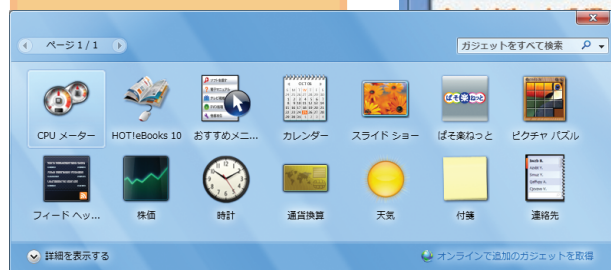 ページ 1 / 1
ガジェットをすべて検索
CPU メーター
HOT!eBooks 10
おすすめメニ...
カレンダー
スライド ショー
ぱそ楽ねっと
ピクチャ パズル
フィード ヘッ...
株価
時計
通貨換算
天気
付箋
連絡先
詳細を表示する
オンラインで追加のガジェットを取得